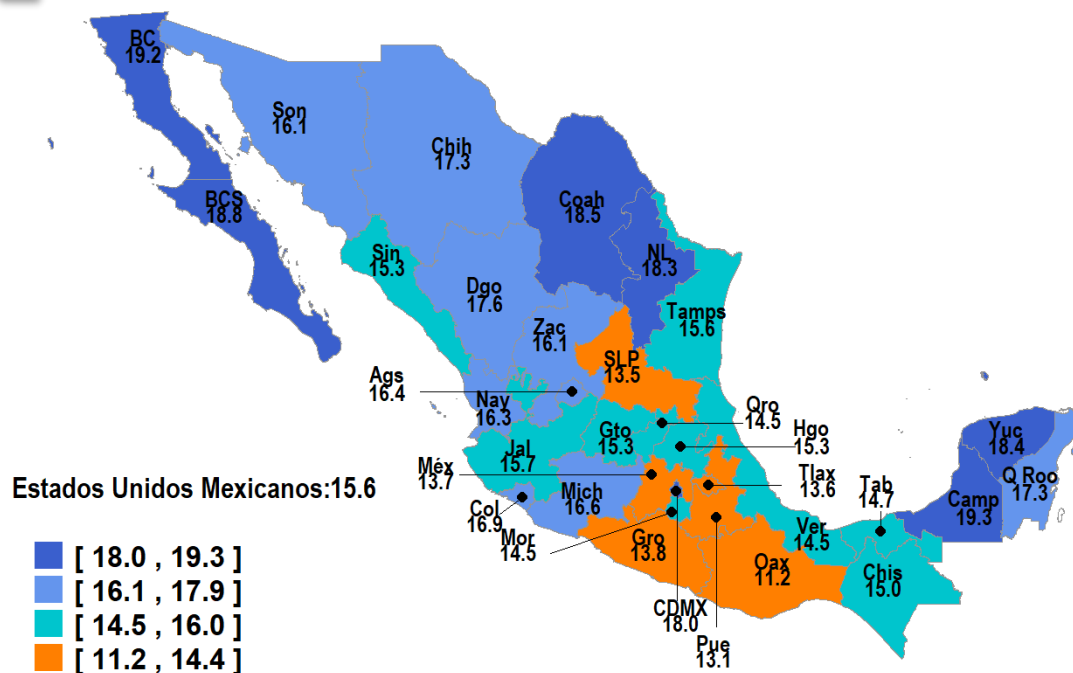 BC
19.2
Son
16.1
Chih
17.3
Coah
18.5
BCS
18.8
NL
18.3
Sin
15.3
Dgo
17.6
Tamps
15.6
Zac
16.1
SLP
13.5
Ags
16.4
Nay
16.3
Qro
14.5
Hgo
15.3
Gto
15.3
Jal
15.7
Yuc
18.4
Q Roo
17.3
Méx
13.7
Tlax
13.6
Tab
14.7
Camp
19.3
Mich
16.6
Col
16.9
Mor
14.5
Gro
13.8
Ver
14.5
Oax
11.2
Chis
15.0
CDMX
18.0
Pue
13.1
Estados Unidos Mexicanos:15.6
[ 18.0 , 19.3 ]
[ 16.1 , 17.9 ]
[ 14.5 , 16.0 ]
[ 11.2 , 14.4 ]